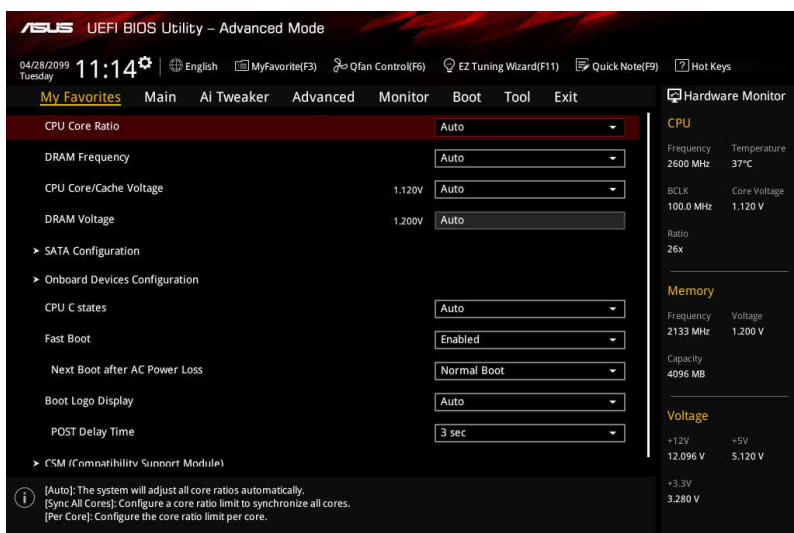 ASUS UEFI BIOS Utility – Advanced Mode
04/28/2099 Tuesday 11:14 English MyFavorite(F3) Qfan Control(F6) EZ Tuning Wizard(F11) Quick Note(F9) ? Hot Keys
My Favorites Main Ai Tweaker Advanced Monitor Boot Tool Exit
CPU Core Ratio Auto
DRAM Frequency Auto
CPU Core/Cache Voltage 1.120V Auto
DRAM Voltage 1.200V Auto
> SATA Configuration
> Onboard Devices Configuration
CPU C states Auto
Fast Boot Enabled
Next Boot after AC Power Loss Normal Boot
Boot Logo Display Auto
POST Delay Time 3 sec
> CSM (Compatibility Support Module)
[Auto]: The system will adjust all core ratios automatically.
[Sync All Cores]: Configure a core ratio limit to synchronize all cores.
[Per Core]: Configure the core ratio limit per core.
Hardware Monitor
CPU
Frequency Temperature
2600 MHz 37°C
BCLK Core Voltage
100.0 MHz 1.120 V
Ratio
26x
Memory
Frequency Voltage
2133 MHz 1.200 V
Capacity
4096 MB
Voltage
+12V +5V
12.096 V 5.120 V
+3.3V
3.280 V